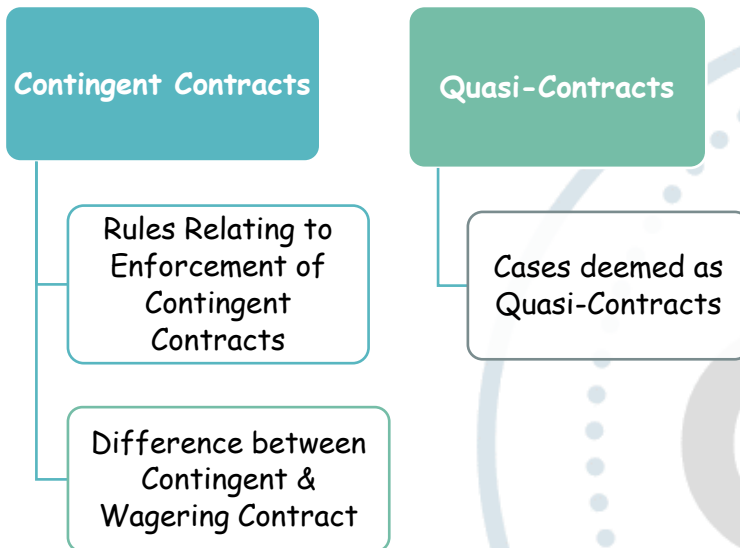 Contingent Contracts
Rules Relating to
Enforcement of
Contingent
Contracts
Difference between
Contingent &
Wagering Contract
Quasi-Contracts
Cases deemed as
Quasi-Contracts